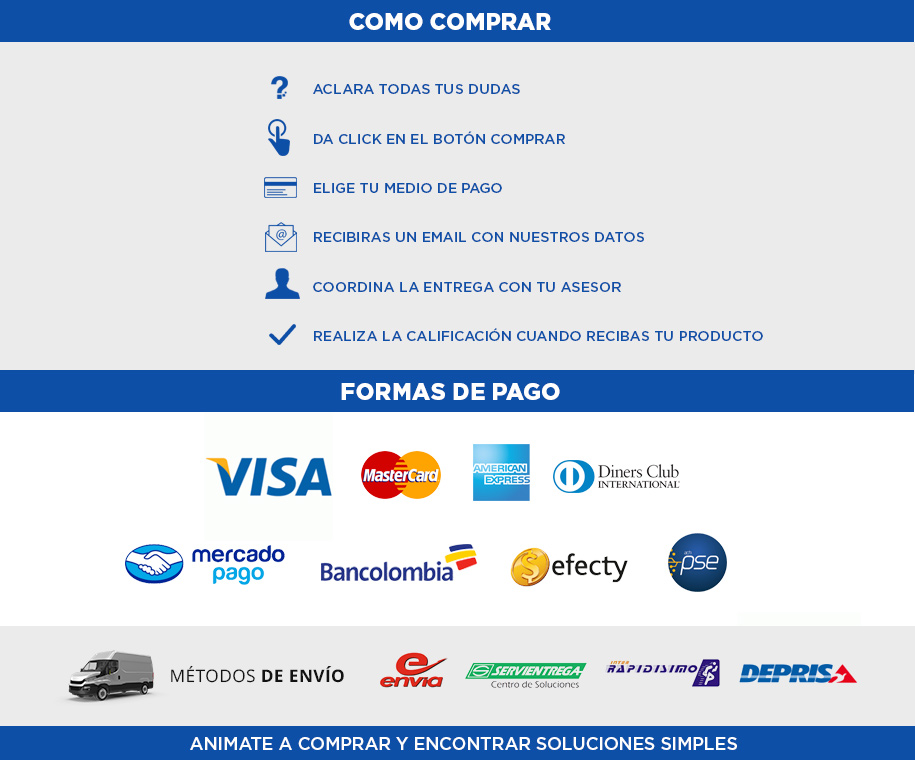 COMO COMPRAR
?
ACLARA TODAS TUS DUDAS
DA CLICK EN EL BOTÓN COMPRAR
ELIGE TU MEDIO DE PAGO
@
RECIBIRAS UN EMAIL CON NUESTROS DATOS
COORDINA LA ENTREGA CON TU ASESOR
REALIZA LA CALIFICACIÓN CUANDO RECIBAS TU PRODUCTO
FORMAS DE PAGO
VISA
MasterCard
AMERICAN
EXPRESS
Diners Club
INTERNATIONAL
mercado
pago
Bancolombia
$
efecty
pse
MÉTODOS DE ENVÍO
envia
SERVIENTREGA
Centro de Soluciones
INTER
RAPIDISIMO
DEPRISA
ANIMATE A COMPRAR Y ENCONTRAR SOLUCIONES SIMPLES